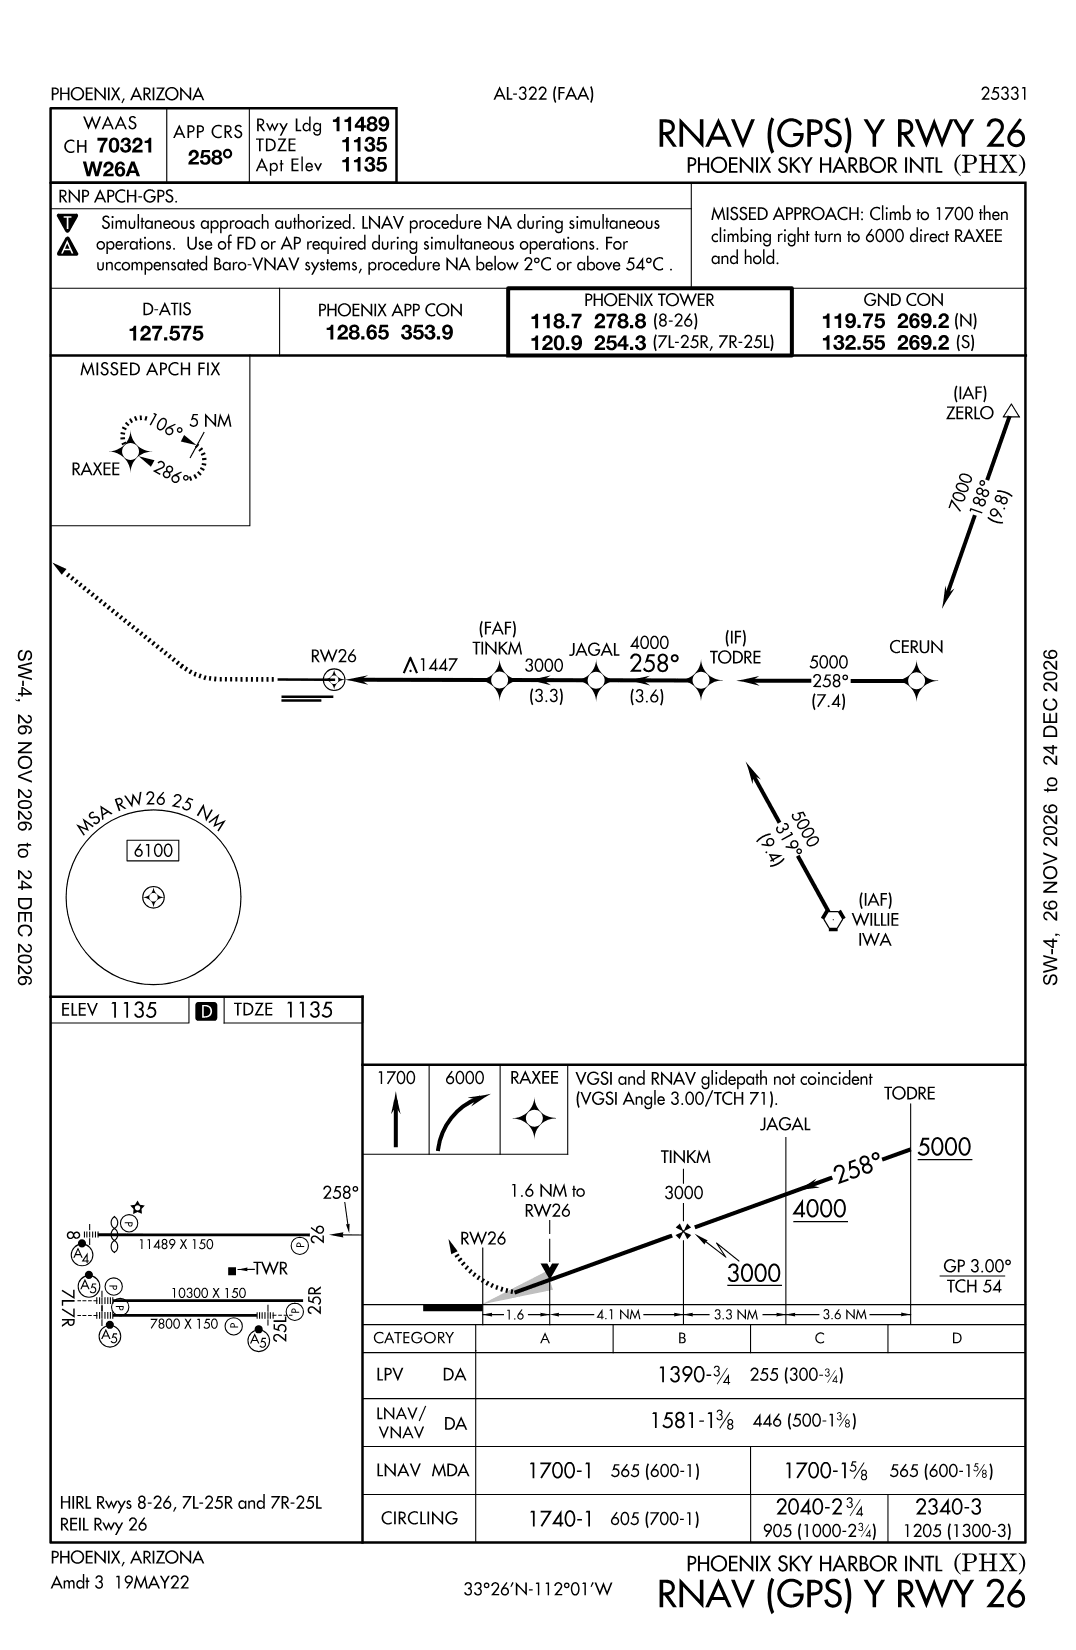 PHOENIX, ARIZONA
AL-322 (FAA)
25331
WAAS
CH 70321
W26A
APP CRS
258°
Rwy Ldg 11489
TDZE 1135
Apt Elev 1135
RNAV (GPS) Y RWY 26
PHOENIX SKY HARBOR INTL (PHX)
RNP APCH-GPS.
T
A
Simultaneous approach authorized. LNAV procedure NA during simultaneous
operations. Use of FD or AP required during simultaneous operations. For
uncompensated Baro-VNAV systems, procedure NA below 2°C or above 54°C .
MISSED APPROACH: Climb to 1700 then
climbing right turn to 6000 direct RAXEE
and hold.
D-ATIS
127.575
PHOENIX APP CON
128.65 353.9
PHOENIX TOWER
118.7 278.8 (8-26)
120.9 254.3 (7L-25R, 7R-25L)
GND CON
119.75 269.2 (N)
132.55 269.2 (S)
MISSED APCH FIX
106°
5 NM
RAXEE
286°
(IAF)
ZERLO
7000
188°
(9.8)
RW26
1447
(FAF)
TINKM
3000
(3.3)
JAGAL
4000
258°
(3.6)
(IF)
TODRE
5000
258°
(7.4)
CERUN
5000
319°
(9.4)
(IAF)
WILLIE
IWA
MSA RW26 25 NM
6100
SW-4, 26 NOV 2026 to 24 DEC 2026
SW-4, 26 NOV 2026 to 24 DEC 2026
ELEV 1135
D
TDZE 1135
258°
8
P
11489 X 150
P
26
A4
TWR
A5
P
10300 X 150
P
25R
7L
7R
P
7800 X 150
P
25L
A5
A5
HIRL Rwys 8-26, 7L-25R and 7R-25L
REIL Rwy 26
1700
6000
RAXEE
VGSI and RNAV glidepath not coincident
(VGSI Angle 3.00/TCH 71).
TODRE
JAGAL
TINKM
3000
258°
5000
4000
3000
1.6 NM to
RW26
RW26
GP 3.00°
TCH 54
1.6
4.1 NM
3.3 NM
3.6 NM
CATEGORY A B C D
LPV DA 1390-¾ 255 (300-¾)
LNAV/
VNAV DA 1581-1⅜ 446 (500-1⅜)
LNAV MDA 1700-1 565 (600-1) 1700-1⅝ 565 (600-1⅝)
CIRCLING 1740-1 605 (700-1)
2040-2¾
905 (1000-2¾)
2340-3
1205 (1300-3)
PHOENIX, ARIZONA
Amdt 3 19MAY22
33°26'N-112°01'W
PHOENIX SKY HARBOR INTL (PHX)
RNAV (GPS) Y RWY 26